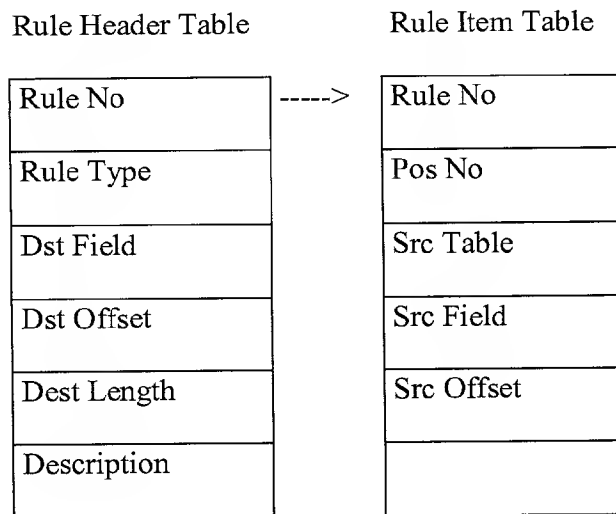 Rule Header Table Rule Item Table
Rule No -----> Rule No
Rule Type Pos No
Dst Field Src Table
Dst Offset Src Field
Dest Length Src Offset
Description